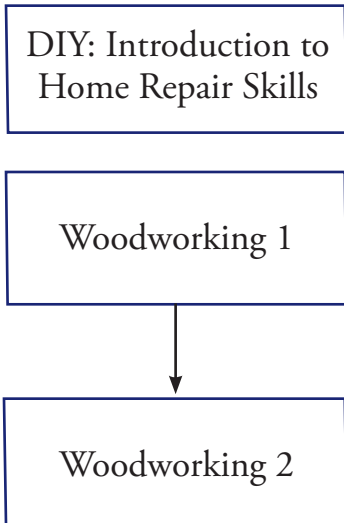 DIY: Introduction to
Home Repair Skills
Woodworking 1
Woodworking 2